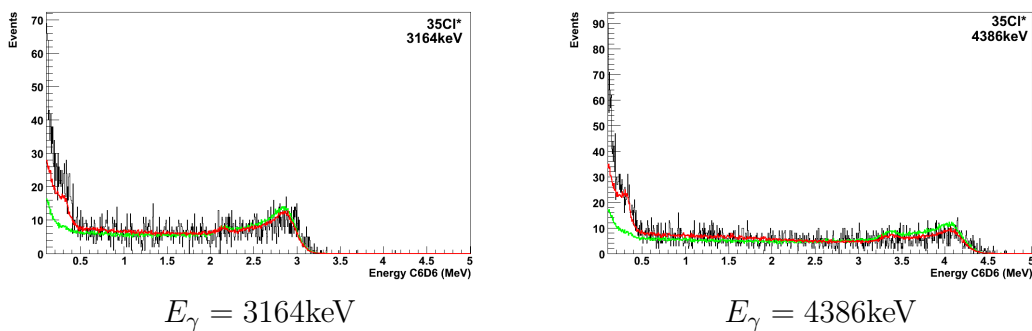 Events
70
60
50
40
30
20
10
0
35Cl*
3164keV
0.5 1 1.5 2 2.5 3 3.5 4 4.5 5
Energy C6D6 (MeV)
E_γ = 3164keV
Events
90
80
70
60
50
40
30
20
10
0
35Cl*
4386keV
0.5 1 1.5 2 2.5 3 3.5 4 4.5 5
Energy C6D6 (MeV)
E_γ = 4386keV